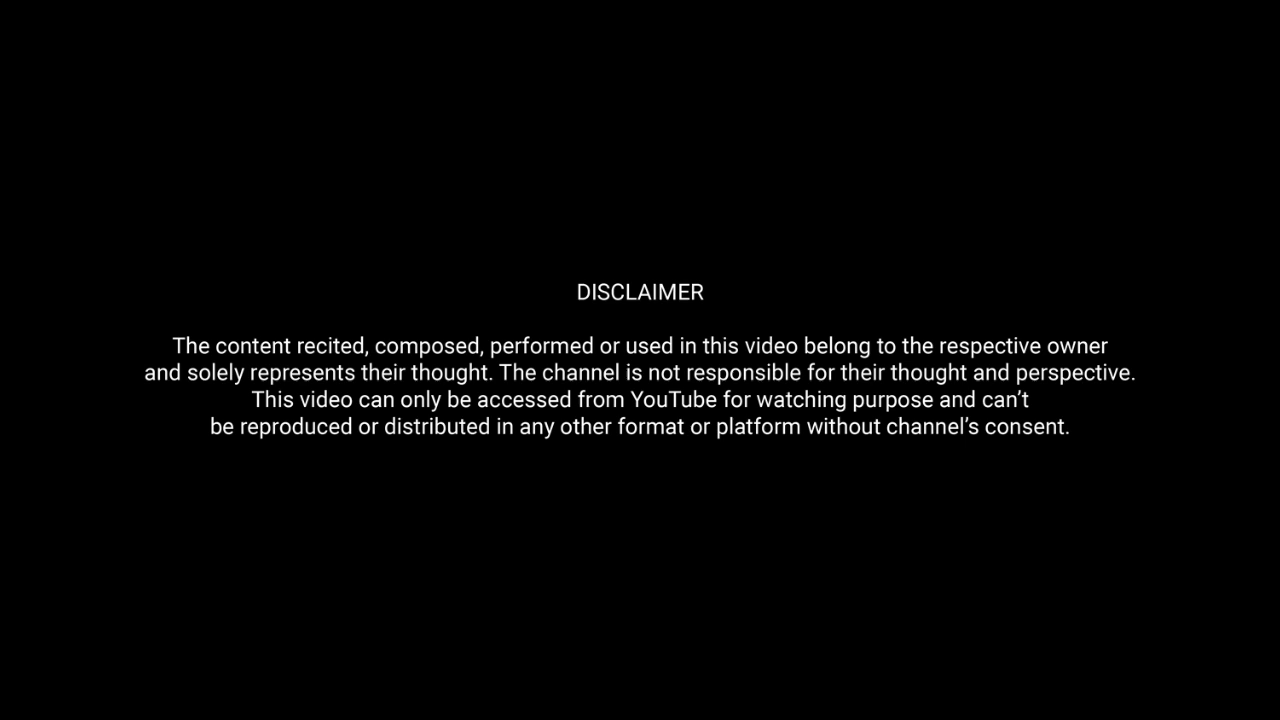 DISCLAIMER
The content recited, composed, performed or used in this video belong to the respective owner
and solely represents their thought. The channel is not responsible for their thought and perspective.
This video can only be accessed from YouTube for watching purpose and can’t
be reproduced or distributed in any other format or platform without channel’s consent.